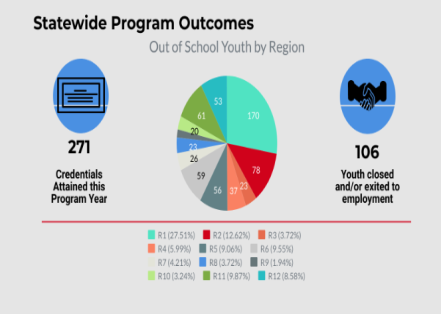 Statewide Program Outcomes
Out of School Youth by Region
53
170
61
20
23
26
78
59
23
37
56
271
106
Credentials
Attained this
Program Year
Youth closed
and/or exited to
employment
R1 (27.51%) R2 (12.62%) R3 (3.72%)
R4 (5.99%) R5 (9.06%) R6 (9.55%)
R7 (4.21%) R8 (3.72%) R9 (1.94%)
R10 (3.24%) R11 (9.87%) R12 (8.58%)